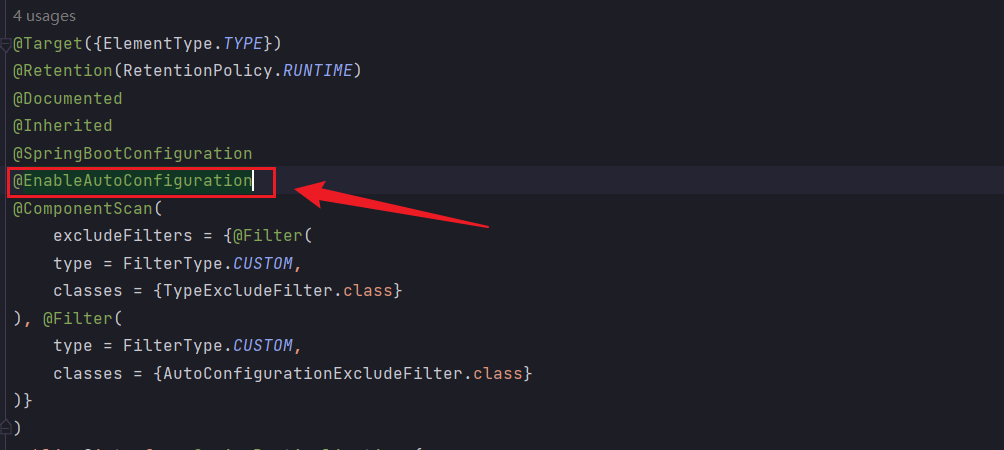 4 usages
@Target({ElementType.TYPE})
@Retention(RetentionPolicy.RUNTIME)
@Documented
@Inherited
@SpringBootConfiguration
@EnableAutoConfiguration
@ComponentScan(
excludeFilters = {@Filter(
type = FilterType.CUSTOM,
classes = {TypeExcludeFilter.class}
), @Filter(
type = FilterType.CUSTOM,
classes = {AutoConfigurationExcludeFilter.class}
)}
)